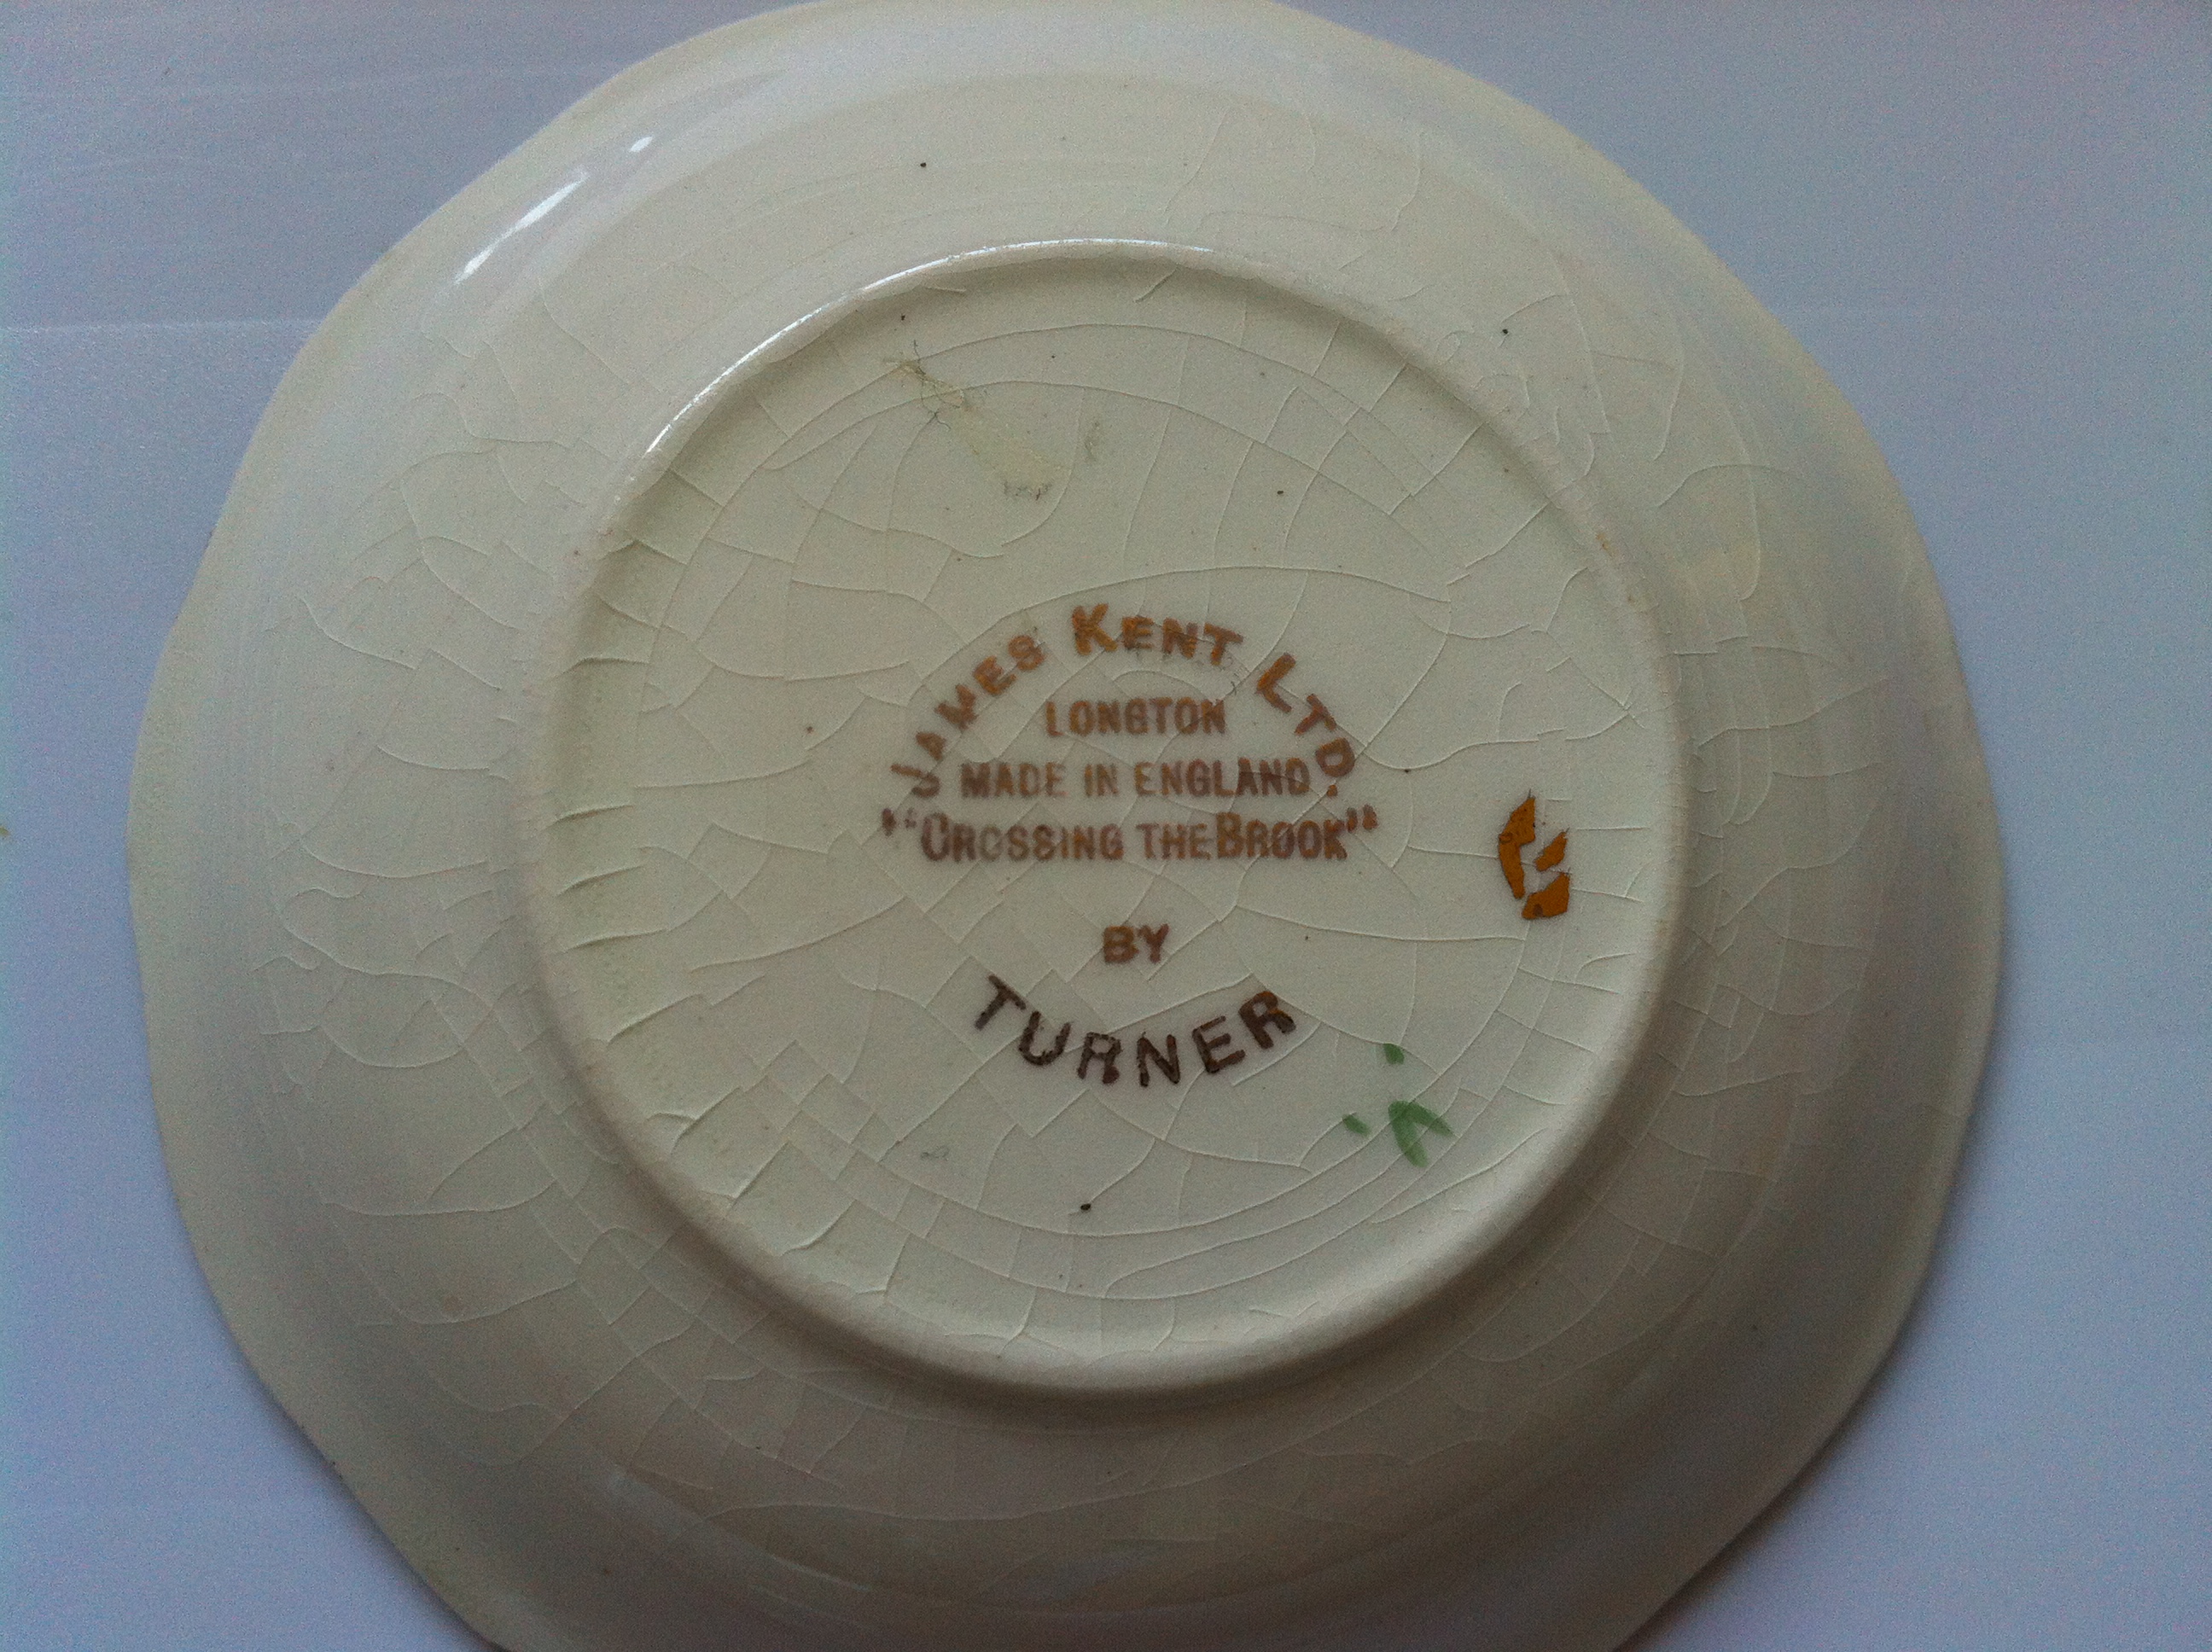 JAMES KENT LTD.
LONGTON
MADE IN ENGLAND
"CROSSING THE BROOK"
BY
TURNER